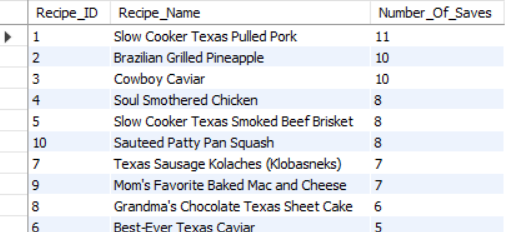 Recipe_ID Recipe_Name Number_Of_Saves
1 Slow Cooker Texas Pulled Pork 11
2 Brazilian Grilled Pineapple 10
3 Cowboy Caviar 10
4 Soul Smothered Chicken 8
5 Slow Cooker Texas Smoked Beef Brisket 8
10 Sauteed Patty Pan Squash 8
7 Texas Sausage Kolaches (Klobasneks) 7
9 Mom's Favorite Baked Mac and Cheese 7
8 Grandma's Chocolate Texas Sheet Cake 6
6 Best-Ever Texas Caviar 5